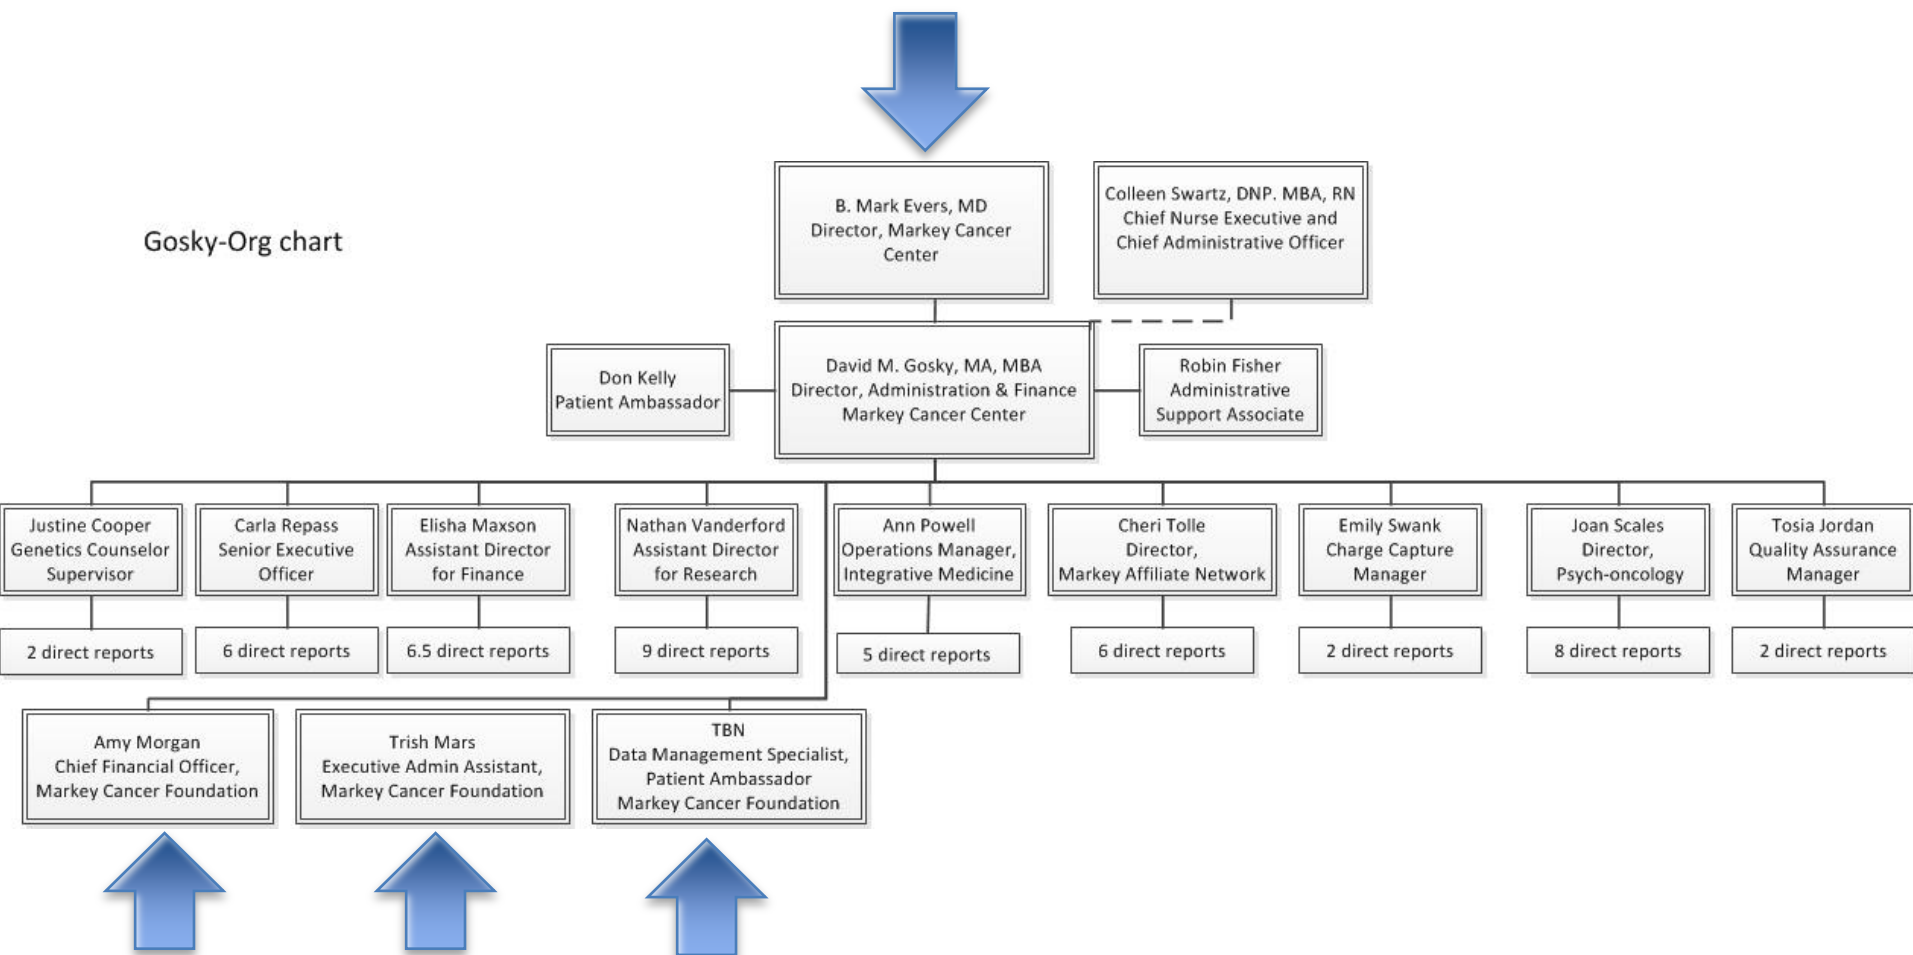 B. Mark Evers, MD
Director, Markey Cancer
Center
Colleen Swartz, DNP. MBA, RN
Chief Nurse Executive and
Chief Administrative Officer
Gosky-Org chart
Don Kelly
Patient Ambassador
David M. Gosky, MA, MBA
Director, Administration & Finance
Markey Cancer Center
Robin Fisher
Administrative
Support Associate
Justine Cooper
Genetics Counselor
Supervisor
Carla Repass
Senior Executive
Officer
Elisha Maxson
Assistant Director
for Finance
Nathan Vanderford
Assistant Director
for Research
Ann Powell
Operations Manager,
Integrative Medicine
Cheri Tolle
Director,
Markey Affiliate Network
Emily Swank
Charge Capture
Manager
Joan Scales
Director,
Psych-oncology
Tosia Jordan
Quality Assurance
Manager
2 direct reports
6 direct reports
6.5 direct reports
9 direct reports
5 direct reports
6 direct reports
2 direct reports
8 direct reports
2 direct reports
Amy Morgan
Chief Financial Officer,
Markey Cancer Foundation
Trish Mars
Executive Admin Assistant,
Markey Cancer Foundation
TBN
Data Management Specialist,
Patient Ambassador
Markey Cancer Foundation